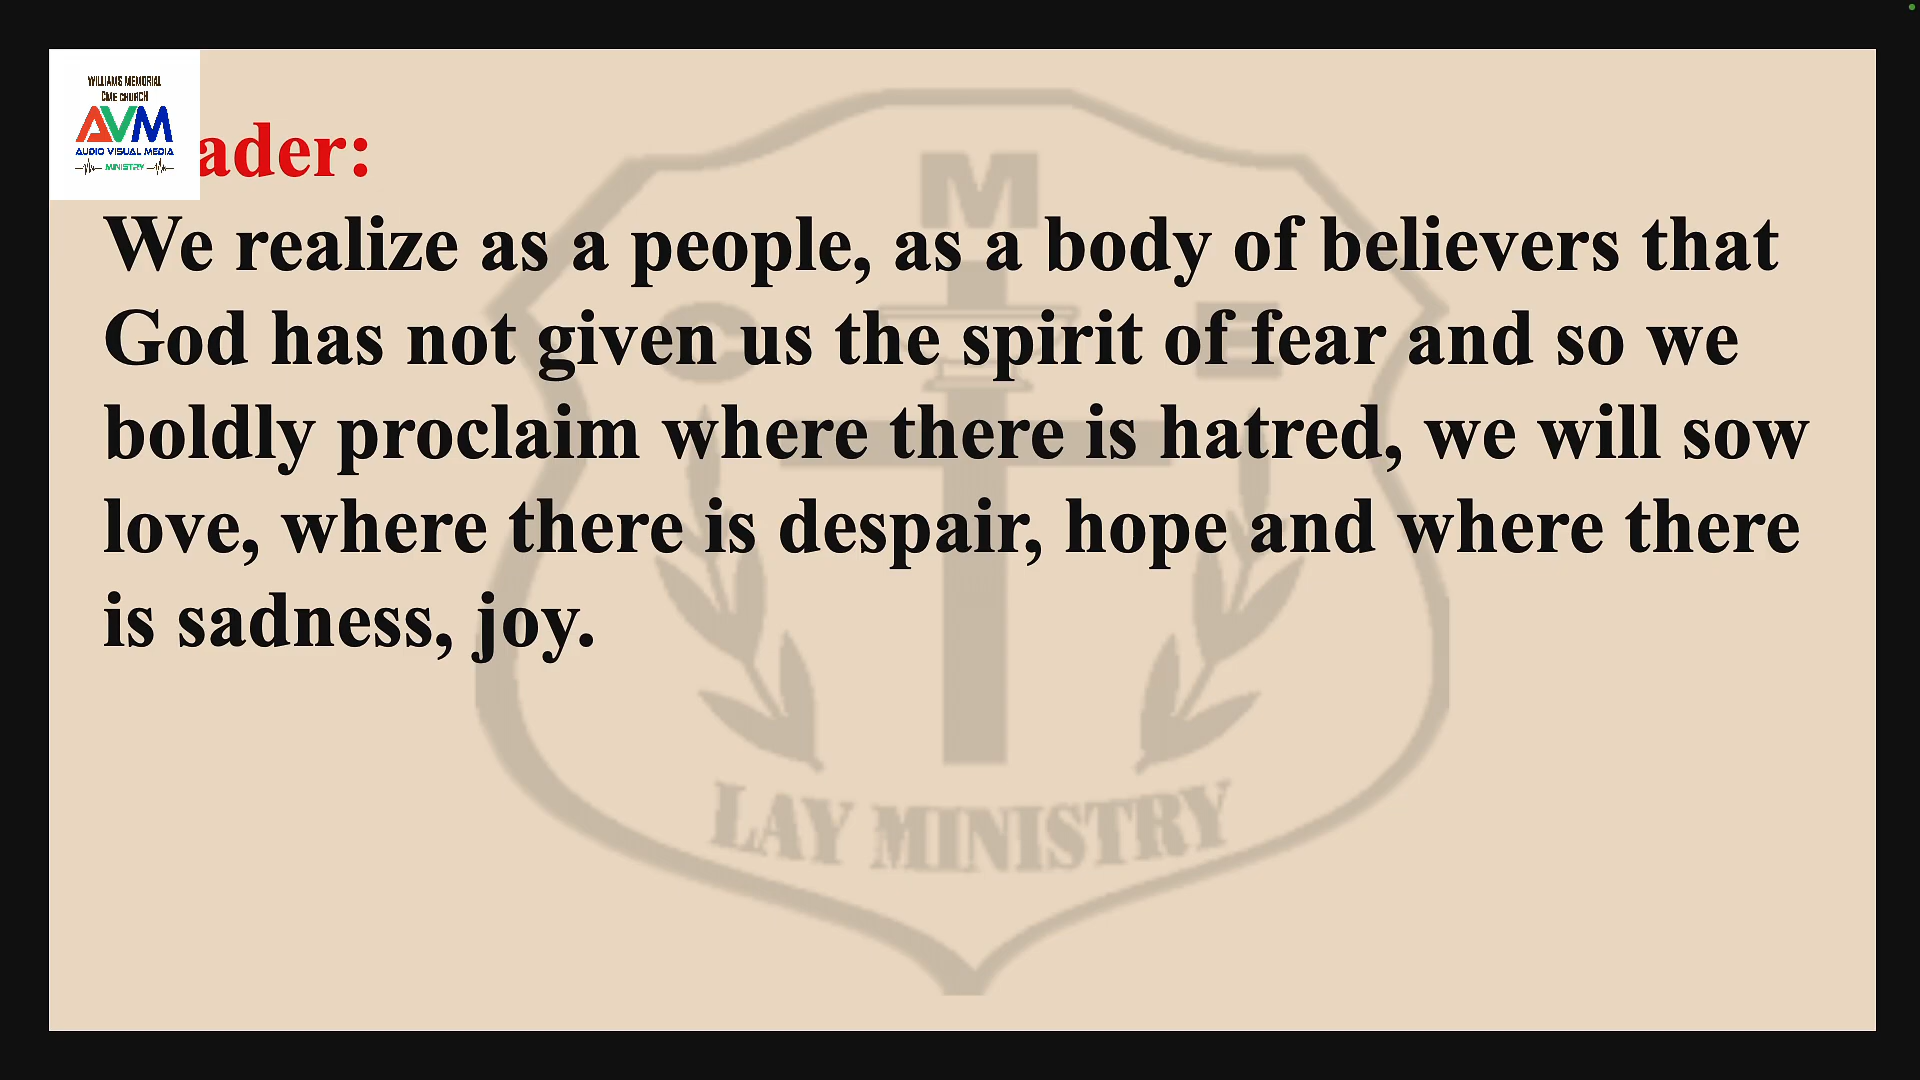 WILLIAMS MEMORIAL
CME CHURCH
AVM
AUDIO VISUAL MEDIA
MINISTRY
ader:
We realize as a people, as a body of believers that
God has not given us the spirit of fear and so we
boldly proclaim where there is hatred, we will sow
love, where there is despair, hope and where there
is sadness, joy.
M
C E
LAY MINISTRY